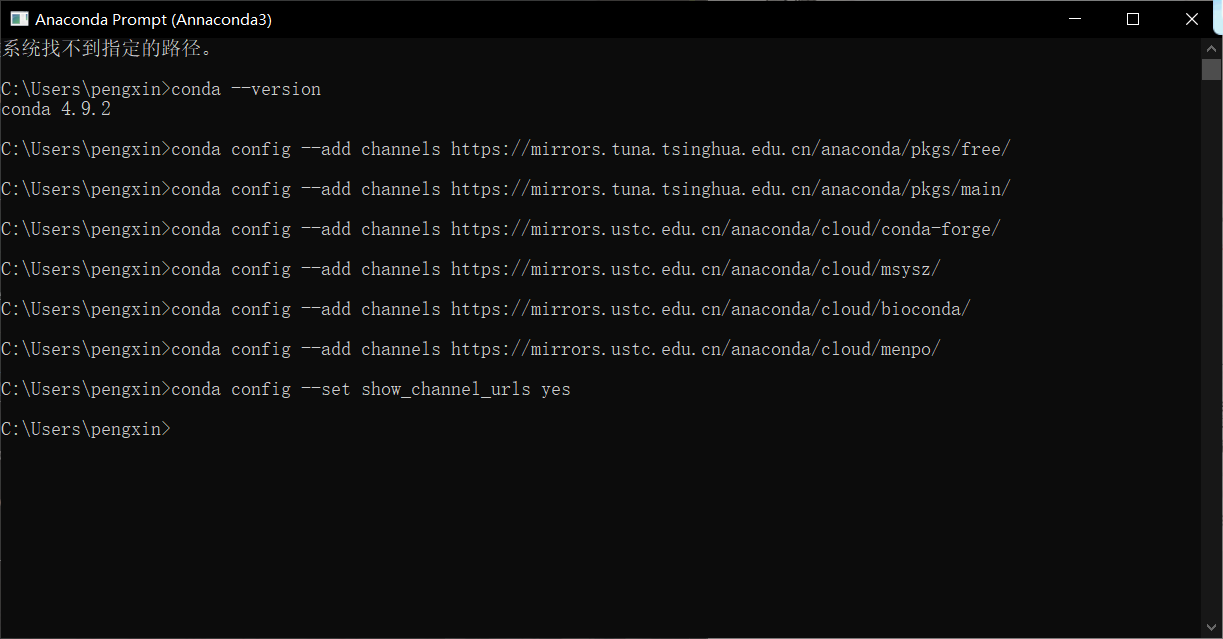 Anaconda Prompt (Annaconda3)
系统找不到指定的路径。
C:\Users\pengxin>conda --version
conda 4.9.2
C:\Users\pengxin>conda config --add channels https://mirrors.tuna.tsinghua.edu.cn/anaconda/pkgs/free/
C:\Users\pengxin>conda config --add channels https://mirrors.tuna.tsinghua.edu.cn/anaconda/pkgs/main/
C:\Users\pengxin>conda config --add channels https://mirrors.ustc.edu.cn/anaconda/cloud/conda-forge/
C:\Users\pengxin>conda config --add channels https://mirrors.ustc.edu.cn/anaconda/cloud/msysz/
C:\Users\pengxin>conda config --add channels https://mirrors.ustc.edu.cn/anaconda/cloud/bioconda/
C:\Users\pengxin>conda config --add channels https://mirrors.ustc.edu.cn/anaconda/cloud/menpo/
C:\Users\pengxin>conda config --set show_channel_urls yes
C:\Users\pengxin>